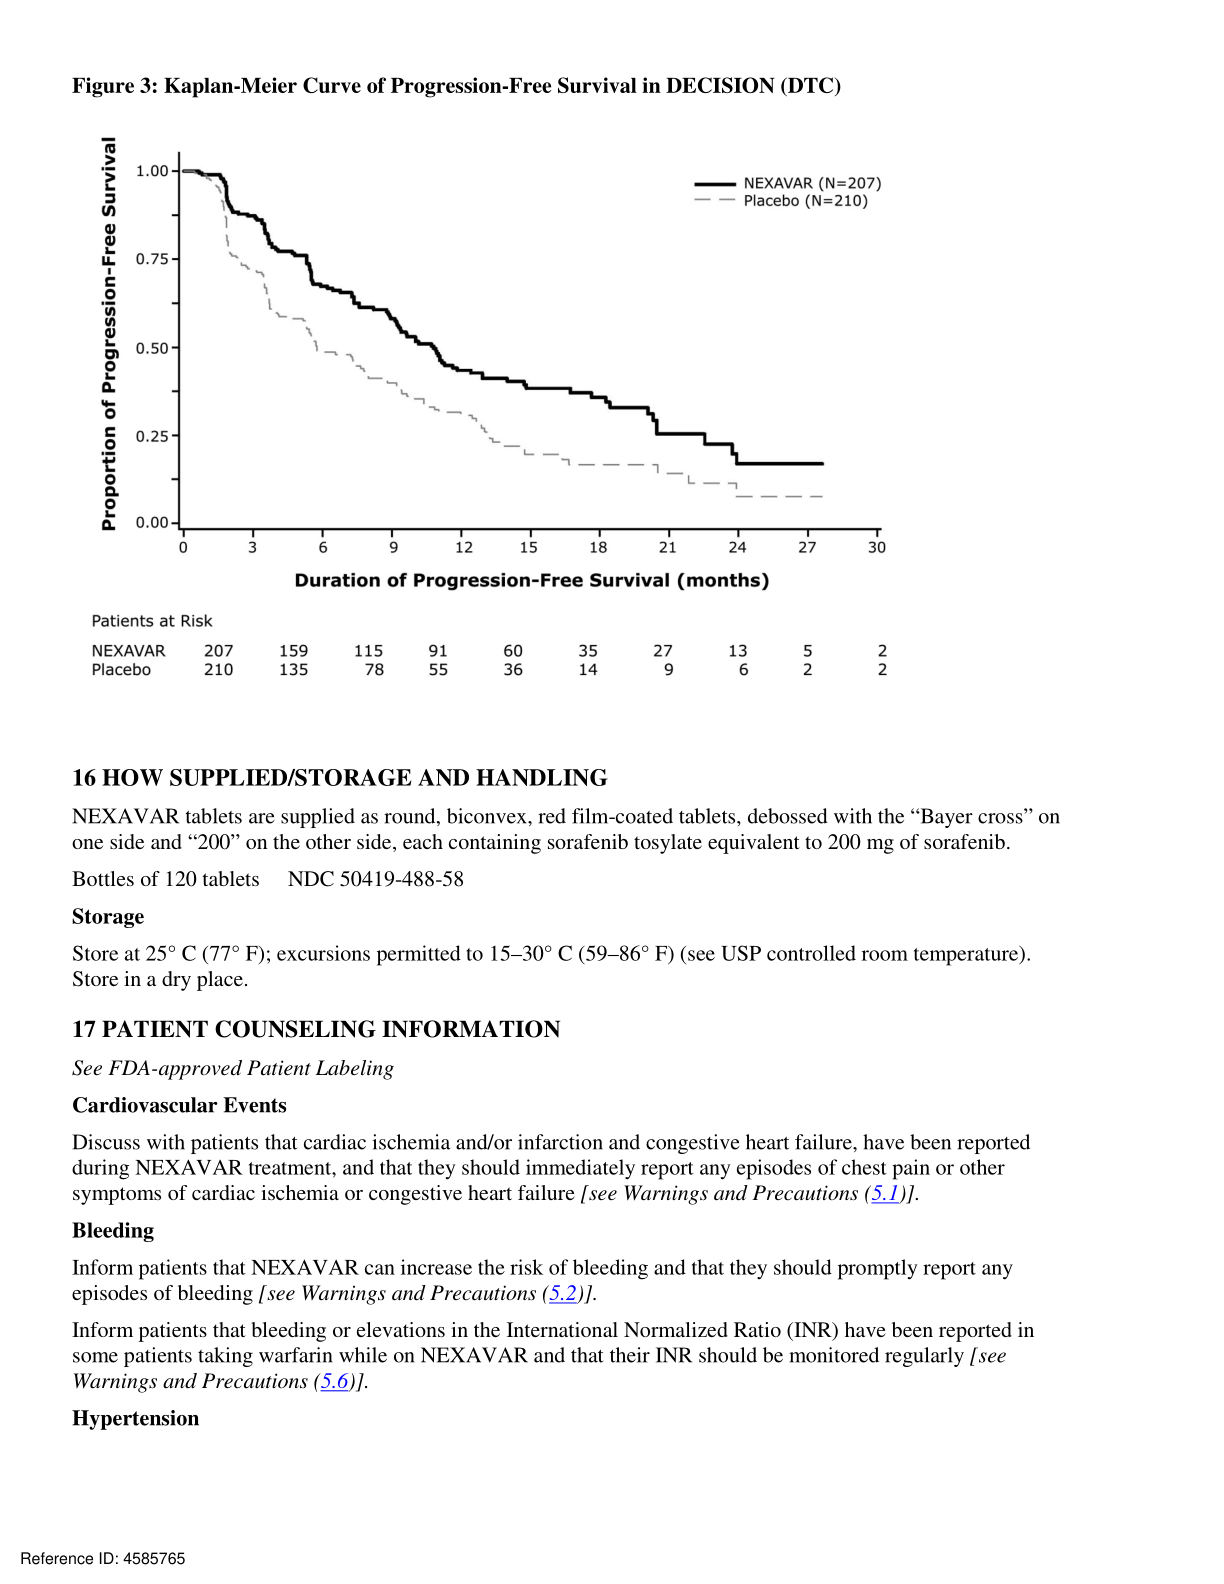 Figure 3: Kaplan-Meier Curve of Progression-Free Survival in DECISION (DTC)
Proportion of Progression-Free Survival
1.00
0.75
0.50
0.25
0.00
NEXAVAR (N=207)
Placebo (N=210)
0 3 6 9 12 15 18 21 24 27 30
Duration of Progression-Free Survival (months)
Patients at Risk
NEXAVAR 207 159 115 91 60 35 27 13 5 2
Placebo 210 135 78 55 36 14 9 6 2 2
16 HOW SUPPLIED/STORAGE AND HANDLING
NEXAVAR tablets are supplied as round, biconvex, red film-coated tablets, debossed with the “Bayer cross” on
one side and “200” on the other side, each containing sorafenib tosylate equivalent to 200 mg of sorafenib.
Bottles of 120 tablets NDC 50419-488-58
Storage
Store at 25° C (77° F); excursions permitted to 15–30° C (59–86° F) (see USP controlled room temperature).
Store in a dry place.
17 PATIENT COUNSELING INFORMATION
See FDA-approved Patient Labeling
Cardiovascular Events
Discuss with patients that cardiac ischemia and/or infarction and congestive heart failure, have been reported
during NEXAVAR treatment, and that they should immediately report any episodes of chest pain or other
symptoms of cardiac ischemia or congestive heart failure [see Warnings and Precautions (5.1)].
Bleeding
Inform patients that NEXAVAR can increase the risk of bleeding and that they should promptly report any
episodes of bleeding [see Warnings and Precautions (5.2)].
Inform patients that bleeding or elevations in the International Normalized Ratio (INR) have been reported in
some patients taking warfarin while on NEXAVAR and that their INR should be monitored regularly [see
Warnings and Precautions (5.6)].
Hypertension
Reference ID: 4585765